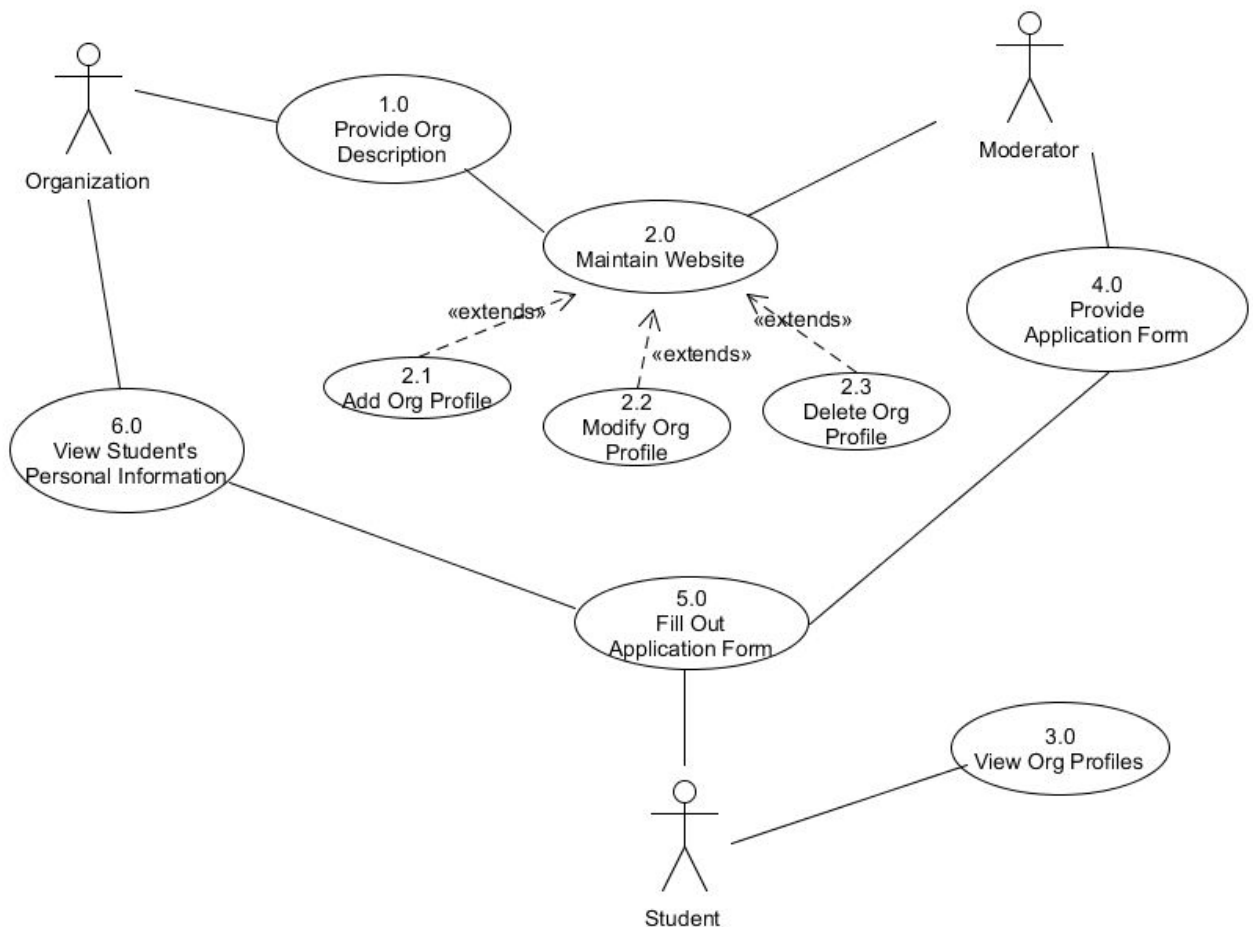 Organization
1.0
Provide Org
Description
Moderator
2.0
Maintain Website
4.0
Provide
Application Form
«extends»
«extends»
«extends»
2.1
Add Org Profile
2.2
Modify Org
Profile
2.3
Delete Org
Profile
6.0
View Student's
Personal Information
5.0
Fill Out
Application Form
3.0
View Org Profiles
Student